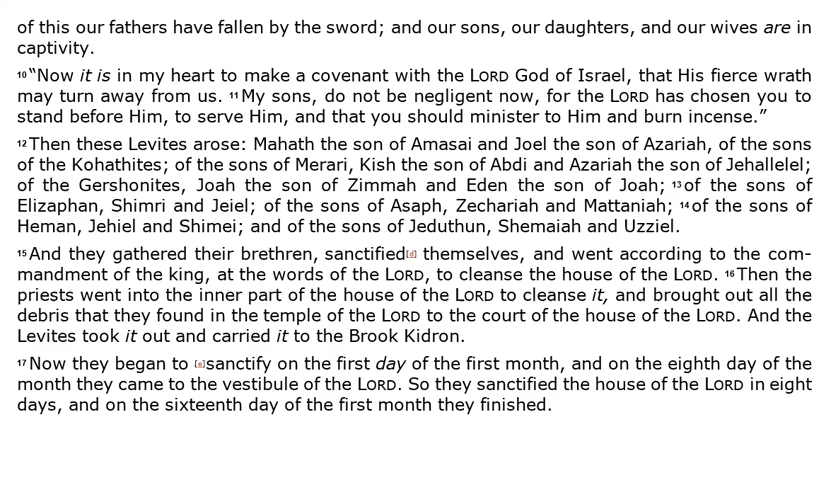 of this our fathers have fallen by the sword; and our sons, our daughters, and our wives are in
captivity.
10 “Now it is in my heart to make a covenant with the LORD God of Israel, that His fierce wrath
may turn away from us. 11 My sons, do not be negligent now, for the LORD has chosen you to
stand before Him, to serve Him, and that you should minister to Him and burn incense.”
12 Then these Levites arose: Mahath the son of Amasai and Joel the son of Azariah, of the sons
of the Kohathites; of the sons of Merari, Kish the son of Abdi and Azariah the son of Jehallelel;
of the Gershonites, Joah the son of Zimmah and Eden the son of Joah; 13 of the sons of
Elizaphan, Shimri and Jeiel; of the sons of Asaph, Zechariah and Mattaniah; 14 of the sons of
Heman, Jehiel and Shimei; and of the sons of Jeduthun, Shemaiah and Uzziel.
15 And they gathered their brethren, sanctified[d] themselves, and went according to the com-
mandment of the king, at the words of the LORD, to cleanse the house of the LORD. 16 Then the
priests went into the inner part of the house of the LORD to cleanse it, and brought out all the
debris that they found in the temple of the LORD to the court of the house of the LORD. And the
Levites took it out and carried it to the Brook Kidron.
17 Now they began to [e]sanctify on the first day of the first month, and on the eighth day of the
month they came to the vestibule of the LORD. So they sanctified the house of the LORD in eight
days, and on the sixteenth day of the first month they finished.